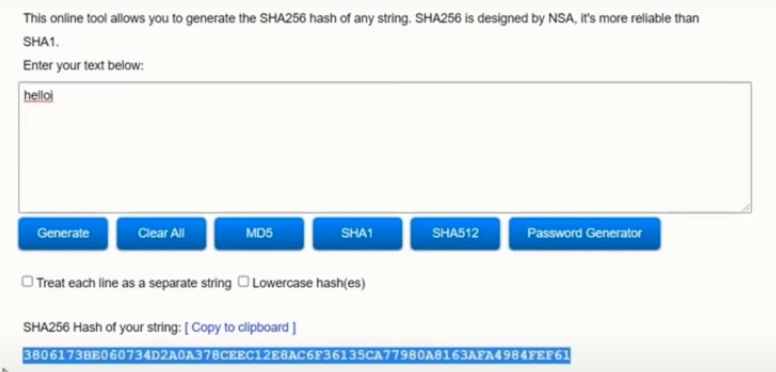 This online tool allows you to generate the SHA256 hash of any string. SHA256 is designed by NSA, it's more reliable than
SHA1.
Enter your text below:
helloi
Generate Clear All MD5 SHA1 SHA512 Password Generator
Treat each line as a separate string Lowercase hash(es)
SHA256 Hash of your string: [ Copy to clipboard ]
3806173BE060734D2A0A378CEEC12E8AC6F36135CA77980A8163AFA4984FEF61